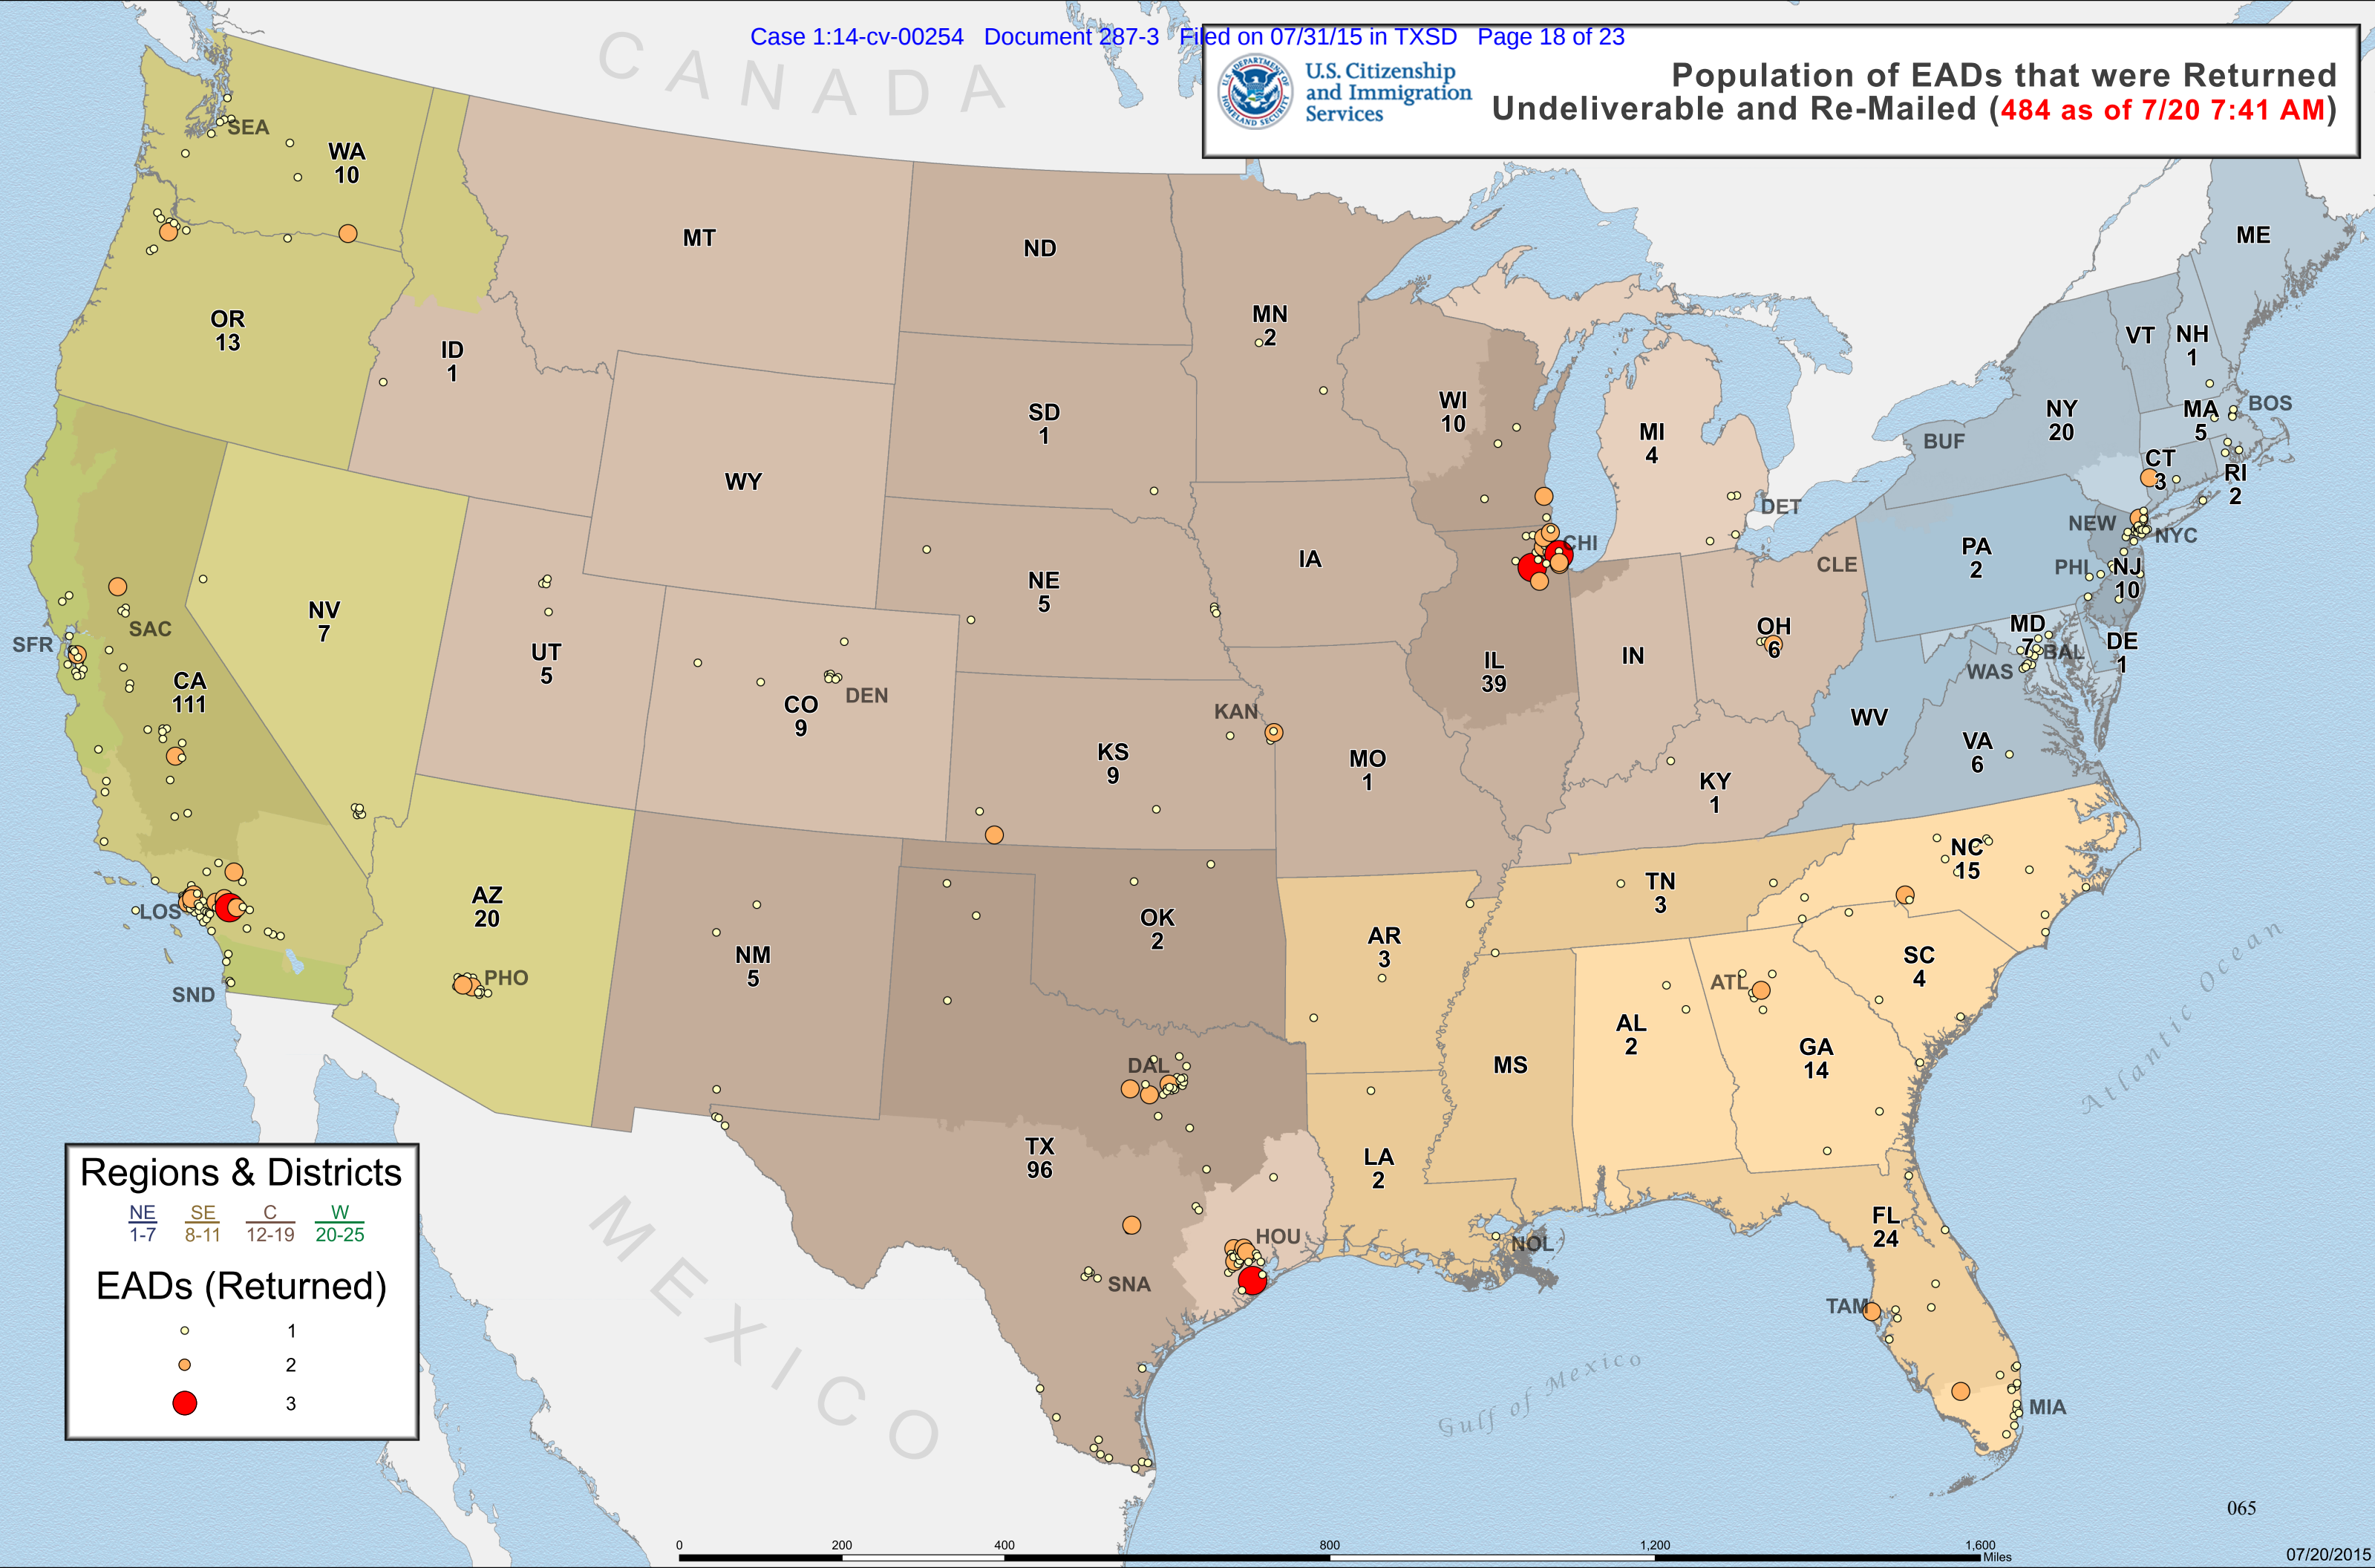 Case 1:14-cv-00254 Document 287-3 Filed on 07/31/15 in TXSD Page 18 of 23
U.S. DEPARTMENT OF
HOMELAND SECURITY
U.S. Citizenship
and Immigration
Services
Population of EADs that were Returned
Undeliverable and Re-Mailed (484 as of 7/20 7:41 AM)
CANADA
SEA
WA
10
MT
ND
ME
OR
13
ID
1
MN
2
VT
NH
1
SD
1
WI
10
MI
4
NY
20
MA
5
BOS
BUF
CT
3
RI
2
WY
DET
NEW
NYC
CHI
CLE
PA
2
PHI
NJ
10
IA
NE
5
NV
7
SAC
SFR
UT
5
OH
6
MD
7
BAL
DE
1
WAS
IN
IL
39
CA
111
CO
9
DEN
KAN
WV
VA
6
KS
9
MO
1
KY
1
NC
15
TN
3
AZ
20
LOS
OK
2
AR
3
NM
5
SC
4
PHO
SND
ATL
AL
2
GA
14
MS
DAL
Atlantic Ocean
TX
96
LA
2
FL
24
HOU
NOL
SNA
TAM
MIA
MEXICO
Gulf of Mexico
Regions & Districts
NE SE C W
1-7 8-11 12-19 20-25
EADs (Returned)
1
2
3
065
0 200 400 800 1,200 1,600
Miles
07/20/2015